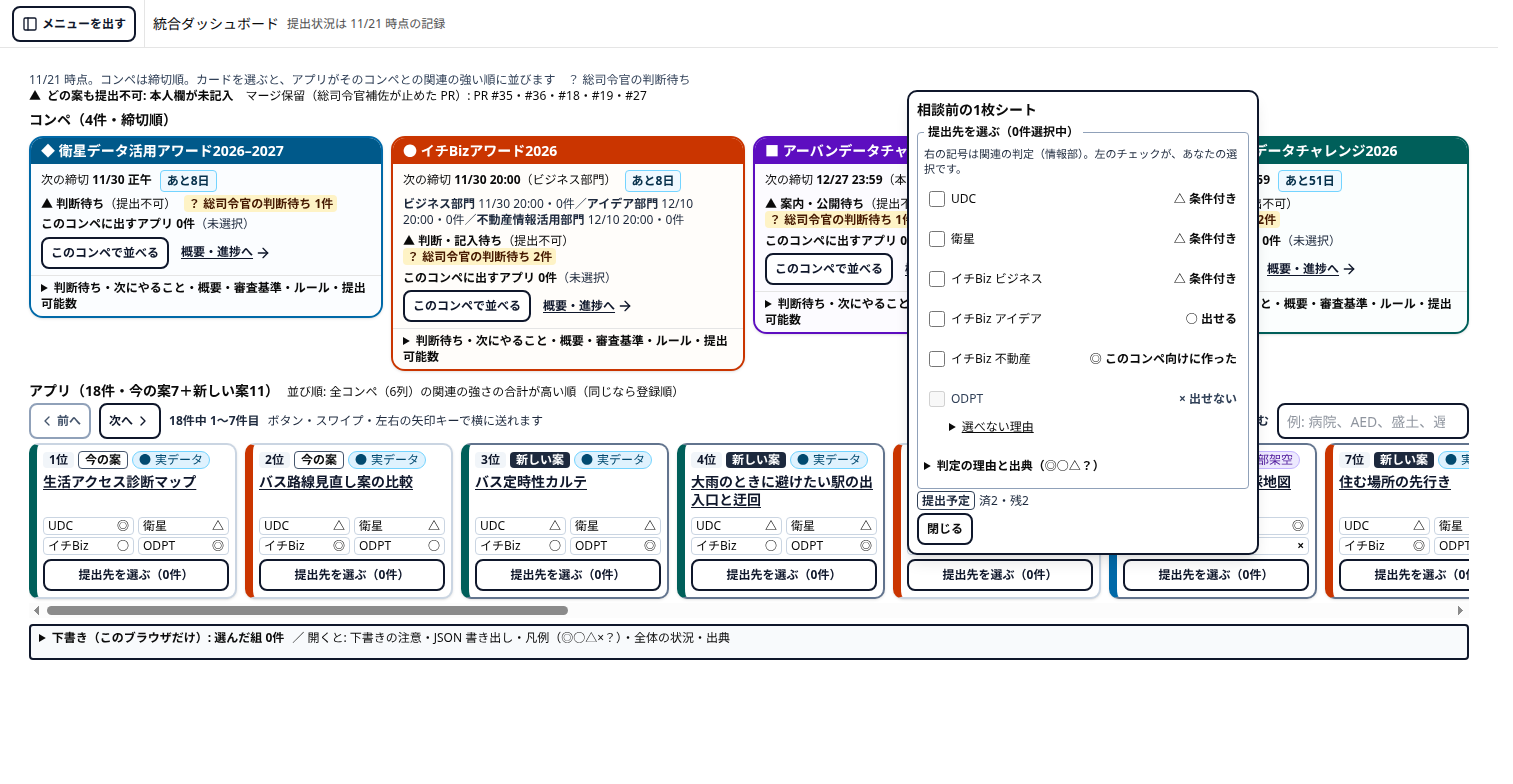 メニューを出す
統合ダッシュボード 提出状況は 11/21 時点の記録
11/21 時点。コンペは締切順。カードを選ぶと、アプリがそのコンペとの関連の強い順に並びます ？ 総司令官の判断待ち
▲ どの案も提出不可: 本人欄が未記入 マージ保留（総司令官補佐が止めた PR）: PR #35・#36・#18・#19・#27
コンペ（4件・締切順）
◆ 衛星データ活用アワード2026–2027
次の締切 11/30 正午 あと8日
▲ 判断待ち（提出不可） ？ 総司令官の判断待ち 1件
このコンペに出すアプリ 0件（未選択）
このコンペで並べる 概要・進捗へ →
▶ 判断待ち・次にやること・概要・審査基準・ルール・提出
可能数
● イチBizアワード2026
次の締切 11/30 20:00（ビジネス部門） あと8日
ビジネス部門 11/30 20:00・0件／アイデア部門 12/10
20:00・0件／不動産情報活用部門 12/10 20:00・0件
▲ 判断・記入待ち（提出不可）
？ 総司令官の判断待ち 2件
このコンペに出すアプリ 0件（未選択）
このコンペで並べる 概要・進捗へ →
▶ 判断待ち・次にやること・概要・審査基準・ルール・提出
可能数
■ アーバンデータチャ
次の締切 12/27 23:59（本
▲ 案内・公開待ち（提出不
？ 総司令官の判断待ち 1件
このコンペに出すアプリ 0
このコンペで並べる
▶ 判断待ち・次にやること
可能数
データチャレンジ2026
59 あと51日
不可）
2件
0件（未選択）
概要・進捗へ →
と・概要・審査基準・ルール・提出
相談前の1枚シート
提出先を選ぶ（0件選択中）
右の記号は関連の判定（情報部）。左のチェックが、あなたの選
択です。
UDC △ 条件付き
衛星 △ 条件付き
イチBiz ビジネス △ 条件付き
イチBiz アイデア ○ 出せる
イチBiz 不動産 ◎ このコンペ向けに作った
ODPT × 出せない
▶ 選べない理由
▶ 判定の理由と出典（◎○△？）
提出予定 済2・残2
閉じる
アプリ（18件・今の案7＋新しい案11） 並び順: 全コンペ（6列）の関連の強さの合計が高い順（同じなら登録順）
前へ 次へ 18件中 1〜7件目 ボタン・スワイプ・左右の矢印キーで横に送れます
む 例: 病院、AED、盛土、遅
1位 今の案 ● 実データ
生活アクセス診断マップ
UDC ◎ 衛星 △
イチBiz ○ ODPT ◎
提出先を選ぶ（0件）
2位 今の案 ● 実データ
バス路線見直し案の比較
UDC △ 衛星 △
イチBiz ◎ ODPT ○
提出先を選ぶ（0件）
3位 新しい案 ● 実データ
バス定時性カルテ
UDC △ 衛星 △
イチBiz ○ ODPT ◎
提出先を選ぶ（0件）
4位 新しい案 ● 実データ
大雨のときに避けたい駅の出
入口と迂回
UDC △ 衛星 △
イチBiz ○ ODPT ◎
提出先を選ぶ（0件）
提出先を選ぶ（0件）
部架空
地図
◎
×
提出先を選ぶ（0件）
7位 新しい案 ● 実
住む場所の先行き
UDC △ 衛星
イチBiz ◎ ODPT
提出先を選ぶ（0件
▶ 下書き（このブラウザだけ）: 選んだ組 0件 ／ 開くと: 下書きの注意・JSON 書き出し・凡例（◎○△×？）・全体の状況・出典